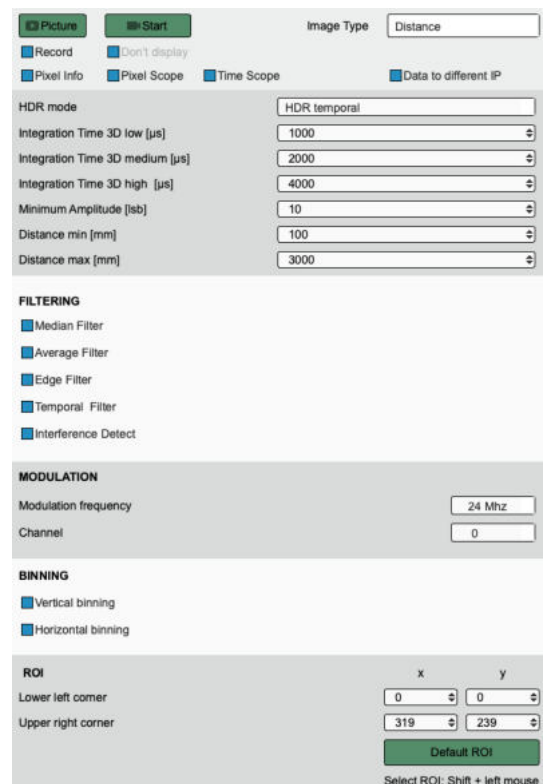 Picture Start Image Type Distance
Record Don't display
Pixel Info Pixel Scope Time Scope Data to different IP
HDR mode HDR temporal
Integration Time 3D low [µs] 1000
Integration Time 3D medium [µs] 2000
Integration Time 3D high [µs] 4000
Minimum Amplitude [lsb] 10
Distance min [mm] 100
Distance max [mm] 3000
FILTERING
Median Filter
Average Filter
Edge Filter
Temporal Filter
Interference Detect
MODULATION
Modulation frequency 24 Mhz
Channel 0
BINNING
Vertical binning
Horizontal binning
ROI x y
Lower left corner 0 0
Upper right corner 319 239
Default ROI
Select ROI: Shift + left mouse